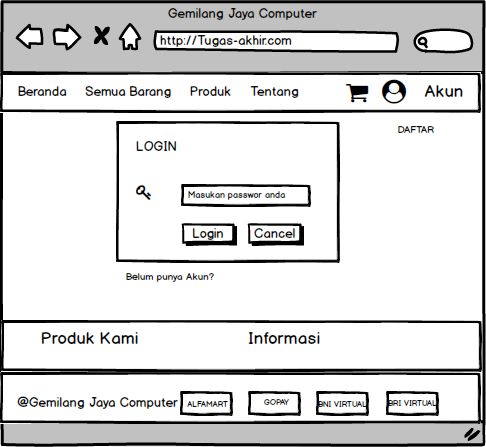 Gemilang Jaya Computer
http://Tugas-akhir.com
Beranda Semua Barang Produk Tentang Akun
DAFTAR
LOGIN
Masukan passwor anda
Login Cancel
Belum punya Akun?
Produk Kami Informasi
@Gemilang Jaya Computer ALFAMART GOPAY BNI VIRTUAL BRI VIRTUAL